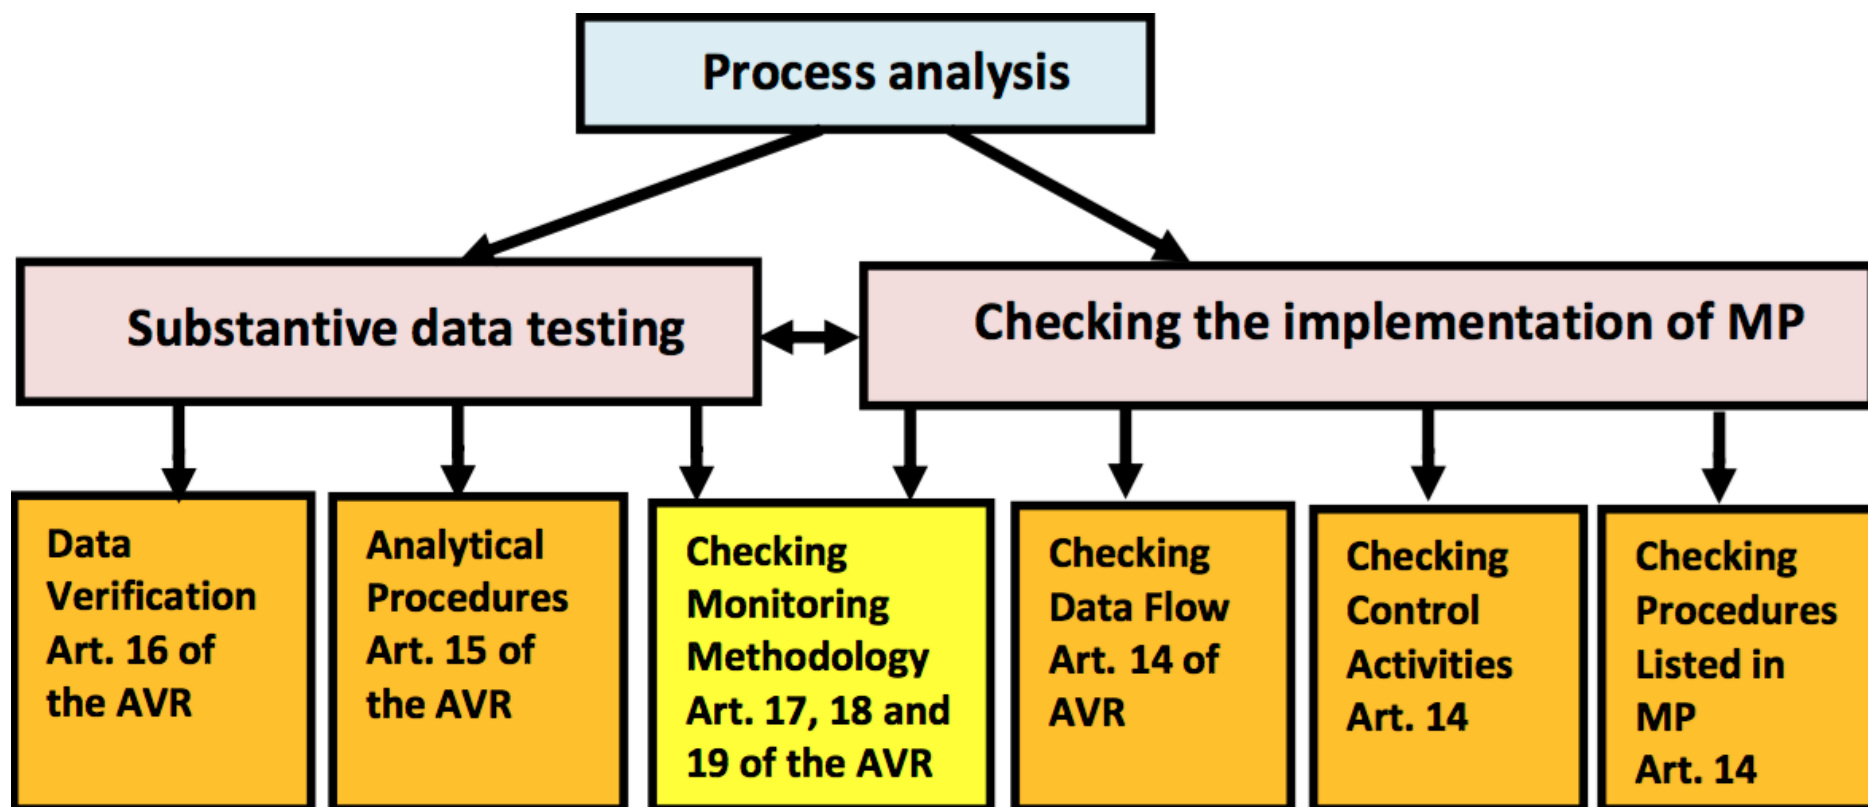 Process analysis
Substantive data testing
Checking the implementation of MP
Data
Verification
Art. 16 of
the AVR
Analytical
Procedures
Art. 15 of
the AVR
Checking
Monitoring
Methodology
Art. 17, 18 and
19 of the AVR
Checking
Data Flow
Art. 14 of
AVR
Checking
Control
Activities
Art. 14
Checking
Procedures
Listed in
MP
Art. 14